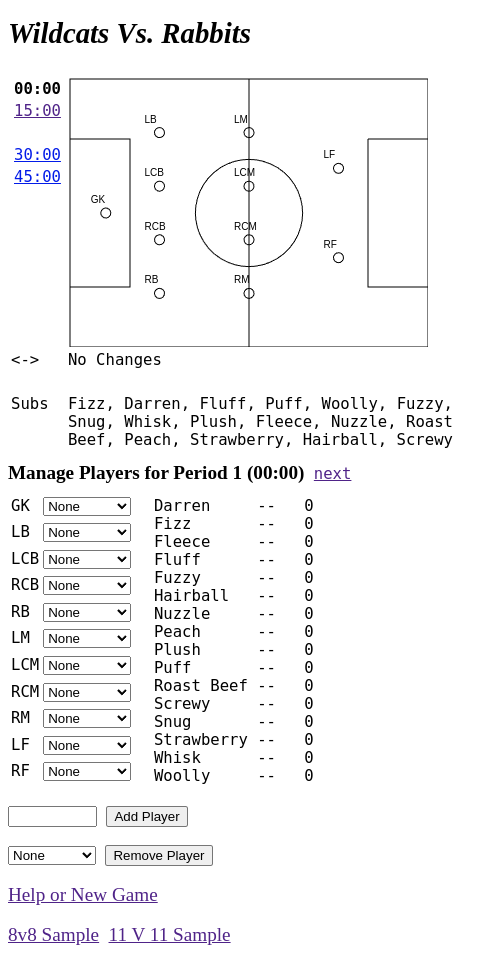 Wildcats Vs. Rabbits
00:00
15:00
30:00
45:00
LB LM
LF
LCB LCM
GK
RCB RCM
RF
RB RM
<-> No Changes
Subs Fizz, Darren, Fluff, Puff, Woolly, Fuzzy,
Snug, Whisk, Plush, Fleece, Nuzzle, Roast
Beef, Peach, Strawberry, Hairball, Screwy
Manage Players for Period 1 (00:00) next
GK None
LB None
LCB None
RCB None
RB None
LM None
LCM None
RCM None
RM None
LF None
RF None
Darren -- 0
Fizz -- 0
Fleece -- 0
Fluff -- 0
Fuzzy -- 0
Hairball -- 0
Nuzzle -- 0
Peach -- 0
Plush -- 0
Puff -- 0
Roast Beef -- 0
Screwy -- 0
Snug -- 0
Strawberry -- 0
Whisk -- 0
Woolly -- 0
Add Player
None Remove Player
Help or New Game
8v8 Sample 11 V 11 Sample